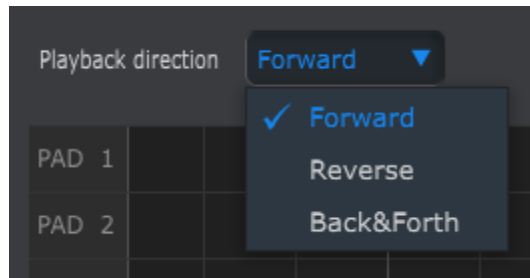 Playback direction Forward
Forward
Reverse
Back&Forth
PAD 1
PAD 2